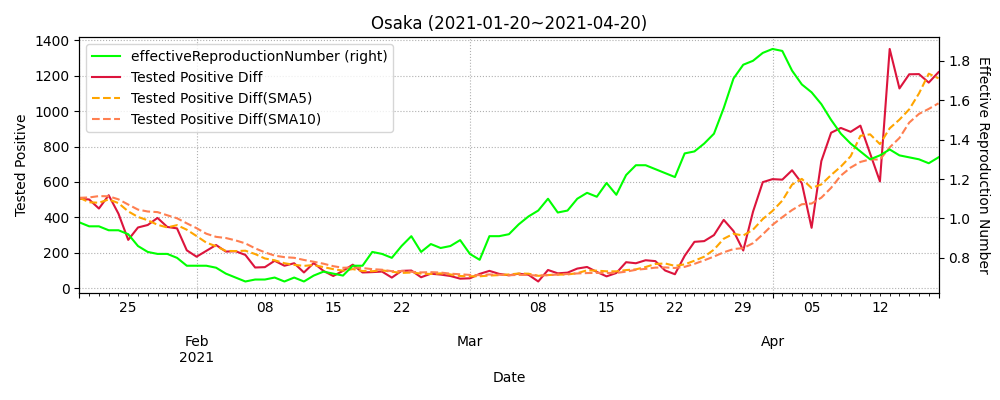 Osaka (2021-01-20~2021-04-20)
effectiveReproductionNumber (right)
Tested Positive Diff
Tested Positive Diff(SMA5)
Tested Positive Diff(SMA10)
Tested Positive
1400
1200
1000
800
600
400
200
0
Effective Reproduction Number
1.8
1.6
1.4
1.2
1.0
0.8
25 08 15 22 08 15 22 29 05 12
Feb Mar Apr
2021
Date